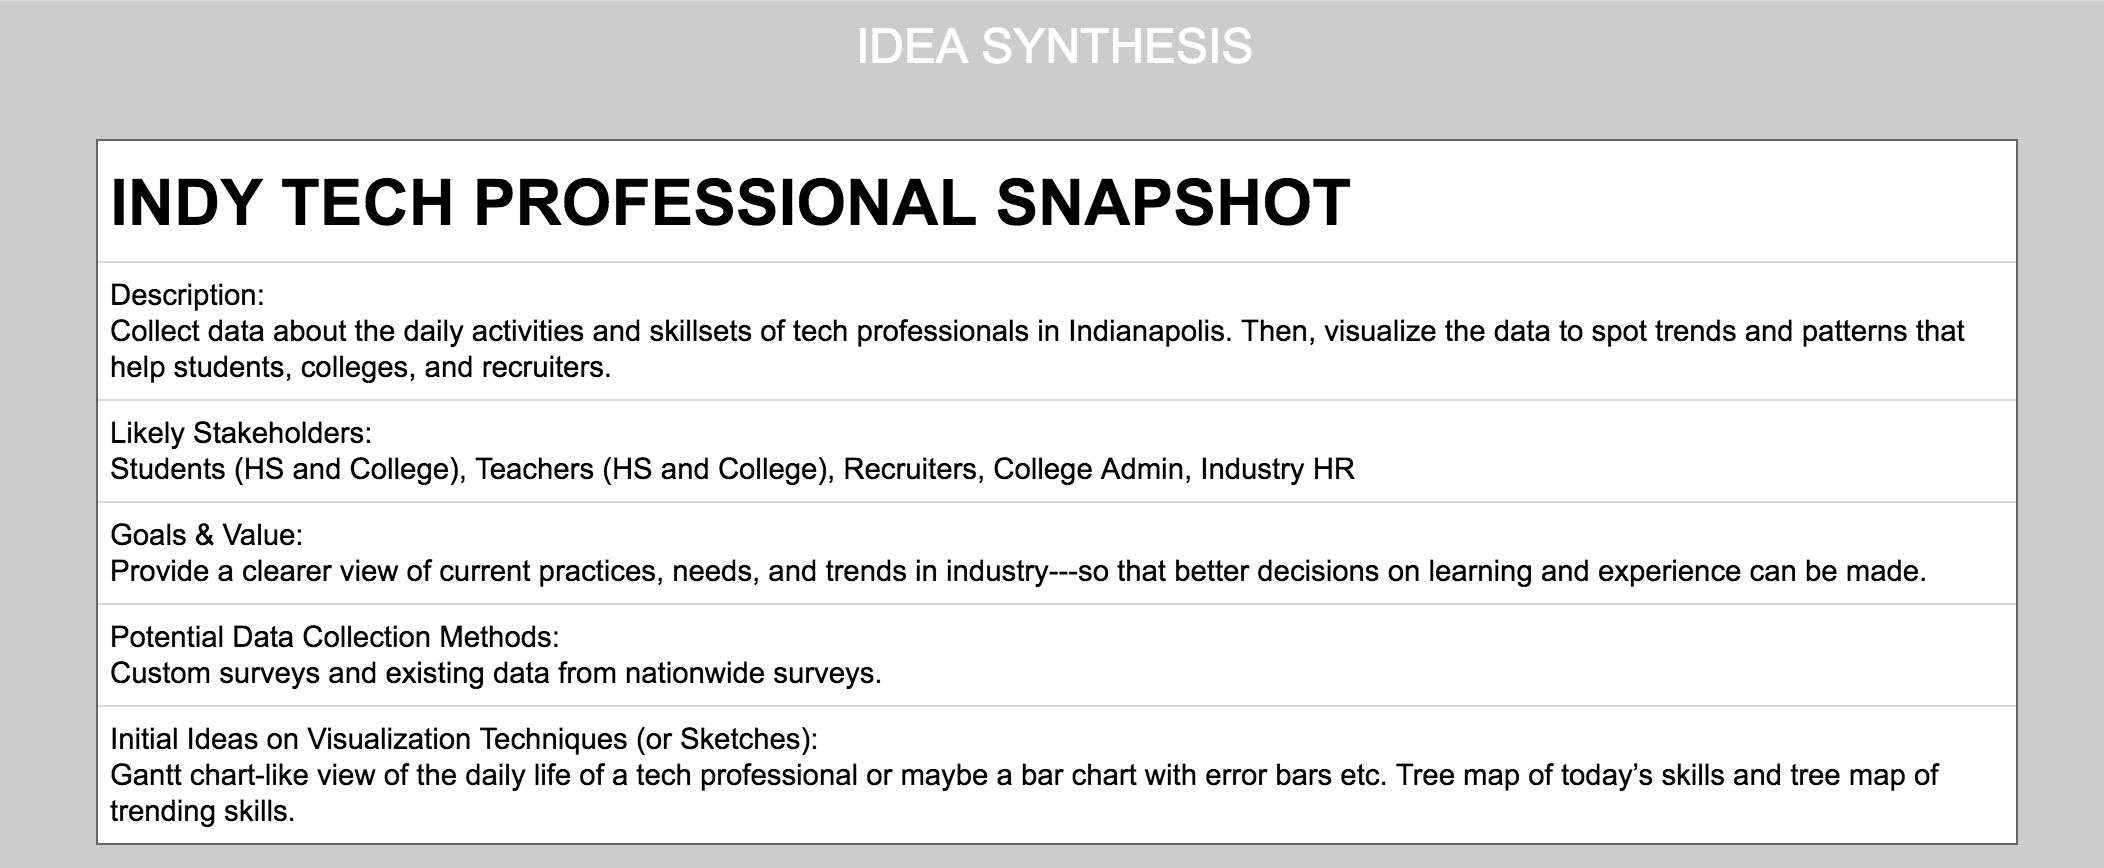 IDEA SYNTHESIS
INDY TECH PROFESSIONAL SNAPSHOT
Description:
Collect data about the daily activities and skillsets of tech professionals in Indianapolis. Then, visualize the data to spot trends and patterns that
help students, colleges, and recruiters.
Likely Stakeholders:
Students (HS and College), Teachers (HS and College), Recruiters, College Admin, Industry HR
Goals & Value:
Provide a clearer view of current practices, needs, and trends in industry---so that better decisions on learning and experience can be made.
Potential Data Collection Methods:
Custom surveys and existing data from nationwide surveys.
Initial Ideas on Visualization Techniques (or Sketches):
Gantt chart-like view of the daily life of a tech professional or maybe a bar chart with error bars etc. Tree map of today’s skills and tree map of
trending skills.